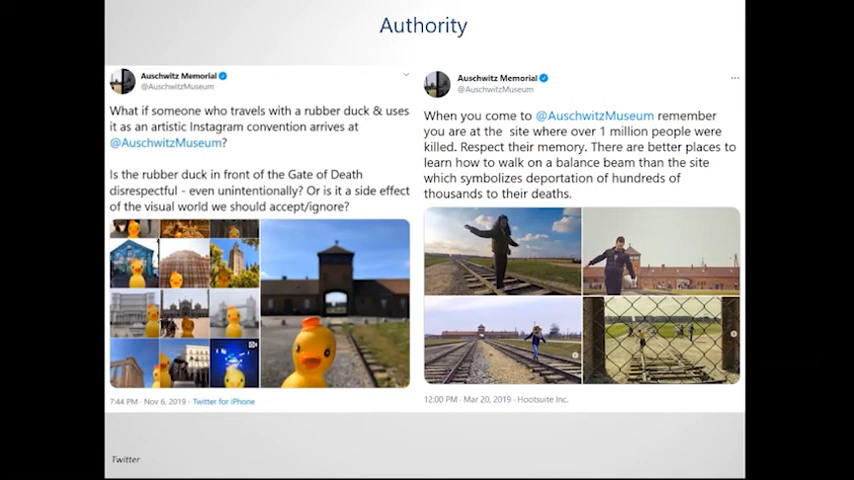 Authority
Auschwitz Memorial
@AuschwitzMuseum
What if someone who travels with a rubber duck & uses
it as an artistic Instagram convention arrives at
@AuschwitzMuseum?
Is the rubber duck in front of the Gate of Death
disrespectful - even unintentionally? Or is it a side effect
of the visual world we should accept/ignore?
7:44 PM · Nov 6, 2019 · Twitter for iPhone
Auschwitz Memorial
@AuschwitzMuseum
When you come to @AuschwitzMuseum remember
you are at the site where over 1 million people were
killed. Respect their memory. There are better places to
learn how to walk on a balance beam than the site
which symbolizes deportation of hundreds of
thousands to their deaths.
12:00 PM · Mar 20, 2019 · Hootsuite Inc.
Twitter